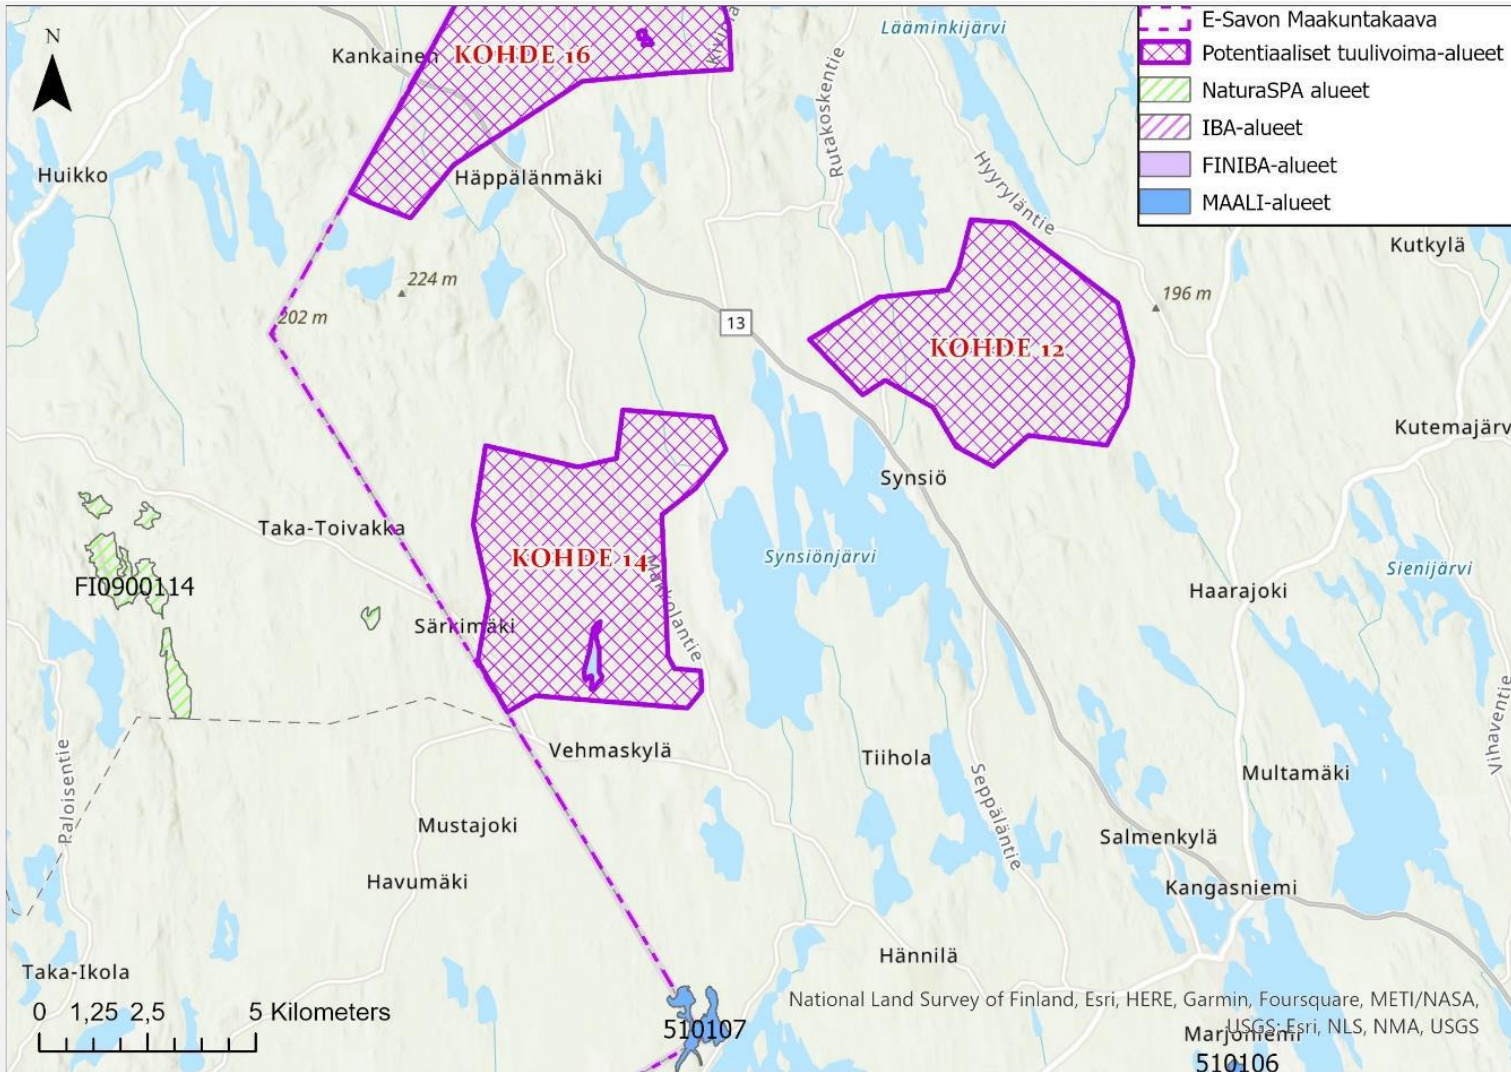 E-Savon Maakuntakaava
Potentiaaliset tuulivoima-alueet
NaturaSPA alueet
IBA-alueet
FINIBA-alueet
MAALI-alueet
N
Kankainen
KOHDE 16
Lääminkijärvi
Rutakoskentie
Huikko
Häppälänmäki
Hyyryläntie
Kutkylä
224 m
196 m
202 m
13
KOHDE 12
Kutemajärv
Synsiö
Taka-Toivakka
KOHDE 14
Synsiönjärvi
Sienijärvi
FI0900114
Haarajoki
Särkimäki
Vihaventie
Vehmaskylä
Tiihola
Multamäki
Paloisentie
Seppäläntie
Mustajoki
Salmenkylä
Havumäki
Kangasniemi
Hännilä
Taka-Ikola
0 1,25 2,5 5 Kilometers
National Land Survey of Finland, Esri, HERE, Garmin, Foursquare, METI/NASA,
USGS; Esri, NLS, NMA, USGS
510107
Marjoniemi
510106